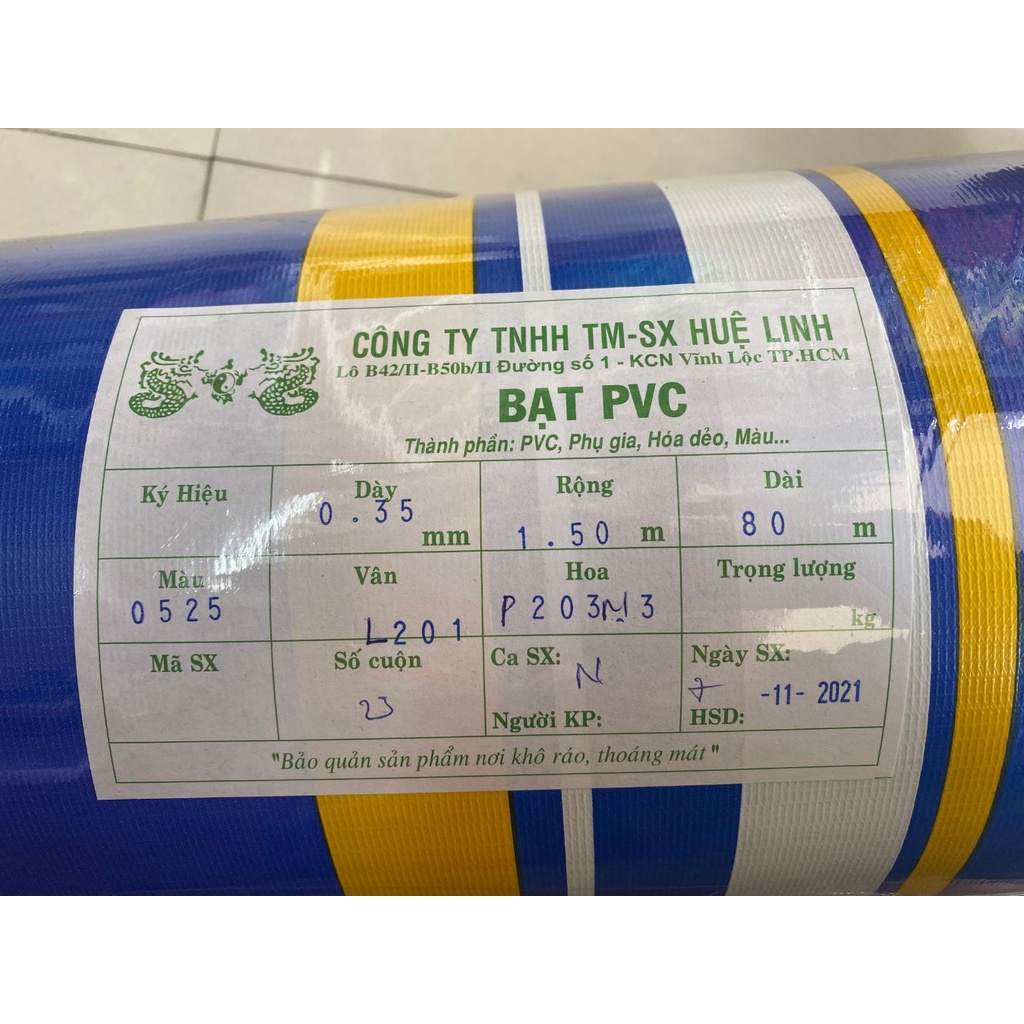 CÔNG TY TNHH TM-SX HUỆ LINH
Lô B42/II-B50b/II Đường số 1 - KCN Vĩnh Lộc TP.HCM
BẠT PVC
Thành phần: PVC, Phụ gia, Hóa dẻo, Màu...
Ký Hiệu
Dày
0.35
mm
Rộng
1.50 m
Dài
80 m
Màu
0525
Vân
L201
Hoa
P203M3
Trọng lượng
kg
Mã SX
Số cuộn
Ca SX:
N
Người KP:
Ngày SX:
7 -11- 2021
HSD:
"Bảo quản sản phẩm nơi khô ráo, thoáng mát"